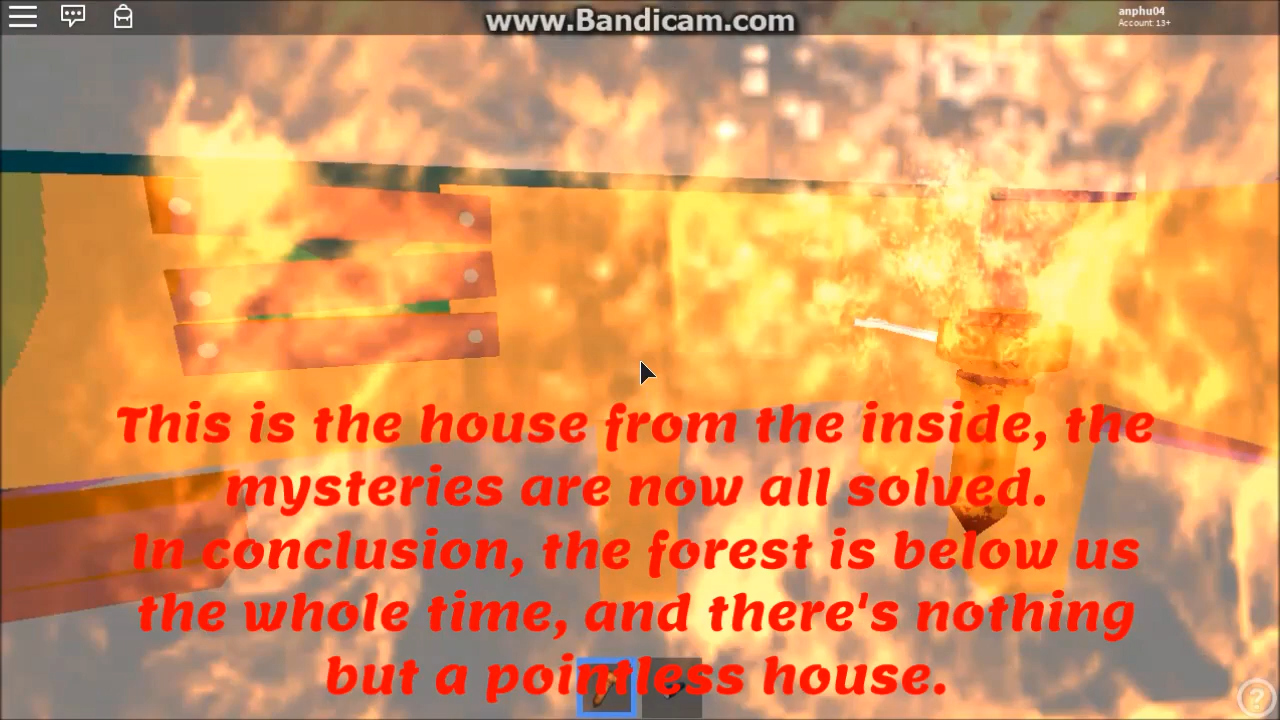 www.Bandicam.com
anphu04
Account: 13+
This is the house from the inside, the
mysteries are now all solved.
In conclusion, the forest is below us
the whole time, and there's nothing
but a pointless house.
?